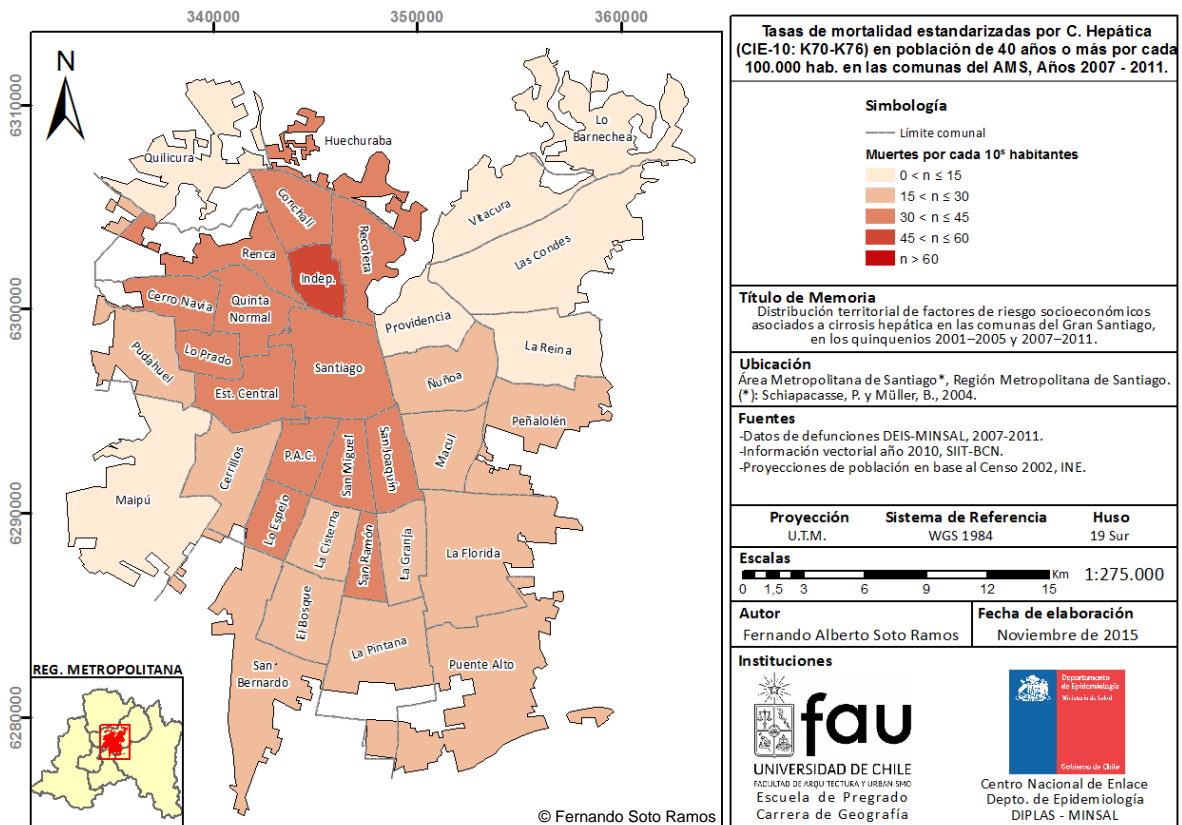 340000
350000
360000
6310000
6300000
6290000
6280000
N
Quilicura
Huechuraba
Lo
Barnechea
Conchalí
Recoleta
Vitacura
Las Condes
Renca
Indep.
Cerro Navia
Quinta
Normal
Providencia
La Reina
Pudahuel
Lo Prado
Santiago
Ñuñoa
Est. Central
Peñalolén
Cerrillos
P.A.C.
San Miguel
San Joaquín
Macul
Maipú
Lo Espejo
La Cisterna
San Ramón
La Granja
La Florida
El Bosque
La Pintana
San
Bernardo
Puente Alto
REG. METROPOLITANA
© Fernando Soto Ramos
Tasas de mortalidad estandarizadas por C. Hepática
(CIE-10: K70-K76) en población de 40 años o más por cada
100.000 hab. en las comunas del AMS, Años 2007 - 2011.
Simbología
Límite comunal
Muertes por cada 10⁵ habitantes
0 < n ≤ 15
15 < n ≤ 30
30 < n ≤ 45
45 < n ≤ 60
n > 60
Título de Memoria
Distribución territorial de factores de riesgo socioeconómicos
asociados a cirrosis hepática en las comunas del Gran Santiago,
en los quinquenios 2001–2005 y 2007–2011.
Ubicación
Área Metropolitana de Santiago*, Región Metropolitana de Santiago.
(*): Schiapacasse, P. y Müller, B., 2004.
Fuentes
-Datos de defunciones DEIS-MINSAL, 2007-2011.
-Información vectorial año 2010, SIIT-BCN.
-Proyecciones de población en base al Censo 2002, INE.
Proyección Sistema de Referencia Huso
U.T.M. WGS 1984 19 Sur
Escalas
Km 1:275.000
0 1,5 3 6 9 12 15
Autor
Fernando Alberto Soto Ramos
Fecha de elaboración
Noviembre de 2015
Instituciones
fau
UNIVERSIDAD DE CHILE
FACULTAD DE ARQUITECTURA Y URBANISMO
Escuela de Pregrado
Carrera de Geografía
Departamento
de Epidemiología
Ministerio de Salud
Gobierno de Chile
Centro Nacional de Enlace
Depto. de Epidemiología
DIPLAS - MINSAL